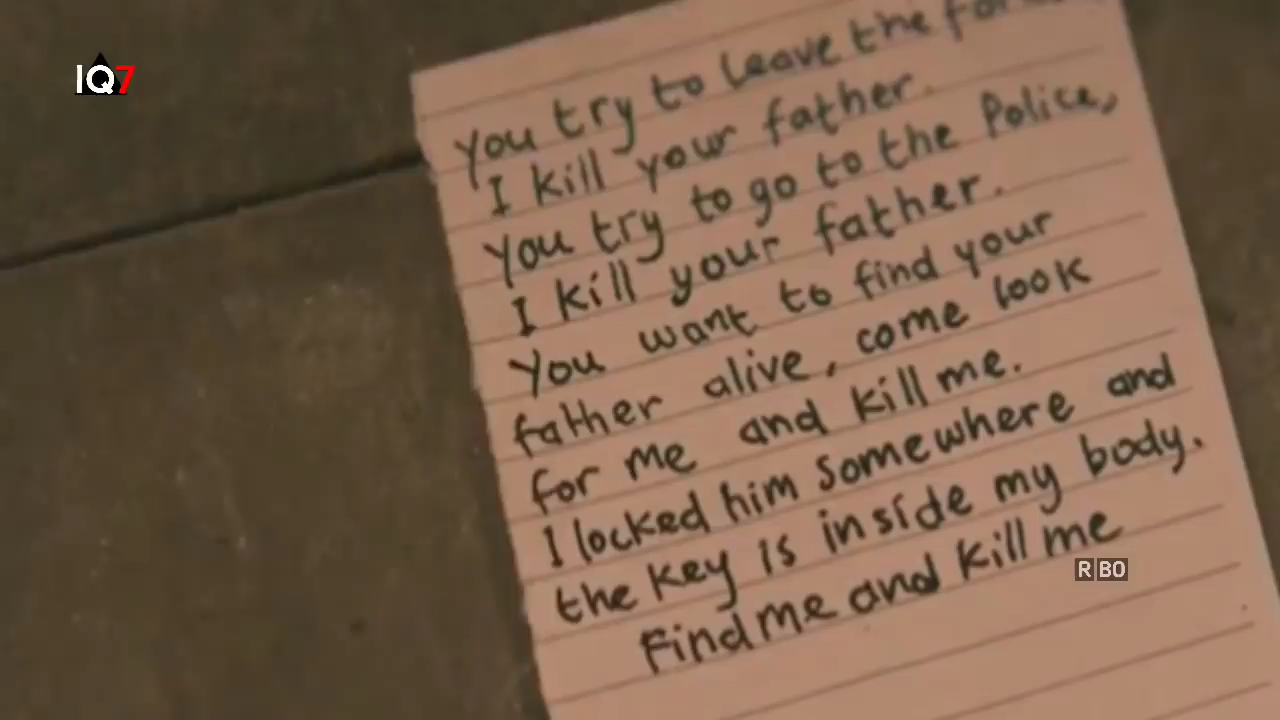 IQ7
You try to leave the
I kill your father.
You try to go to the Police,
I kill your father.
You want to find your
father alive, come look
for me and kill me.
I locked him somewhere and
the key is inside my body.
Find me and kill me
R BO